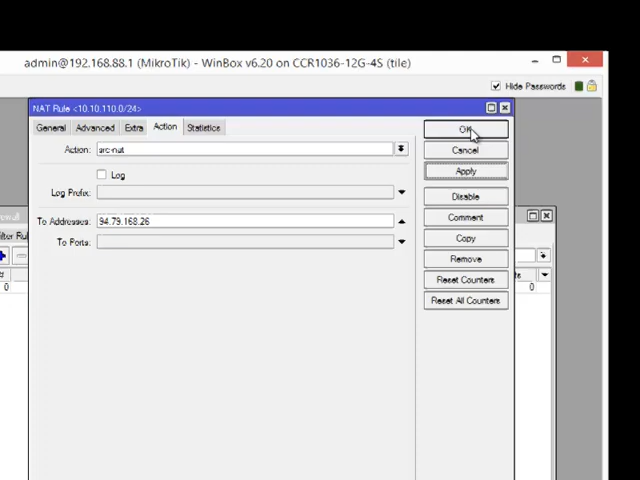 admin@192.168.88.1 (MikroTik) - WinBox v6.20 on CCR1036-12G-4S (tile)
Hide Passwords
NAT Rule <10.10.110.0/24>
General Advanced Extra Action Statistics
OK
Action: src-nat
Cancel
Log
Apply
Log Prefix:
Disable
To Addresses: 94.79.168.26
Comment
To Ports:
Copy
Remove
Reset Counters
# ts
Reset All Counters
0 0